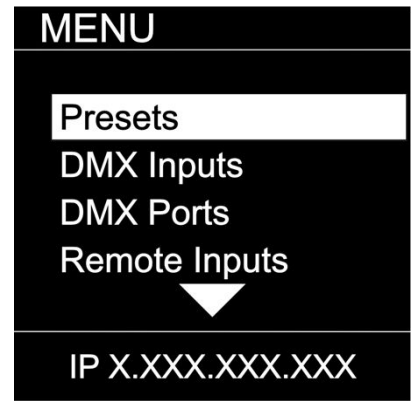 MENU
Presets
DMX Inputs
DMX Ports
Remote Inputs
IP X.XXX.XXX.XXX